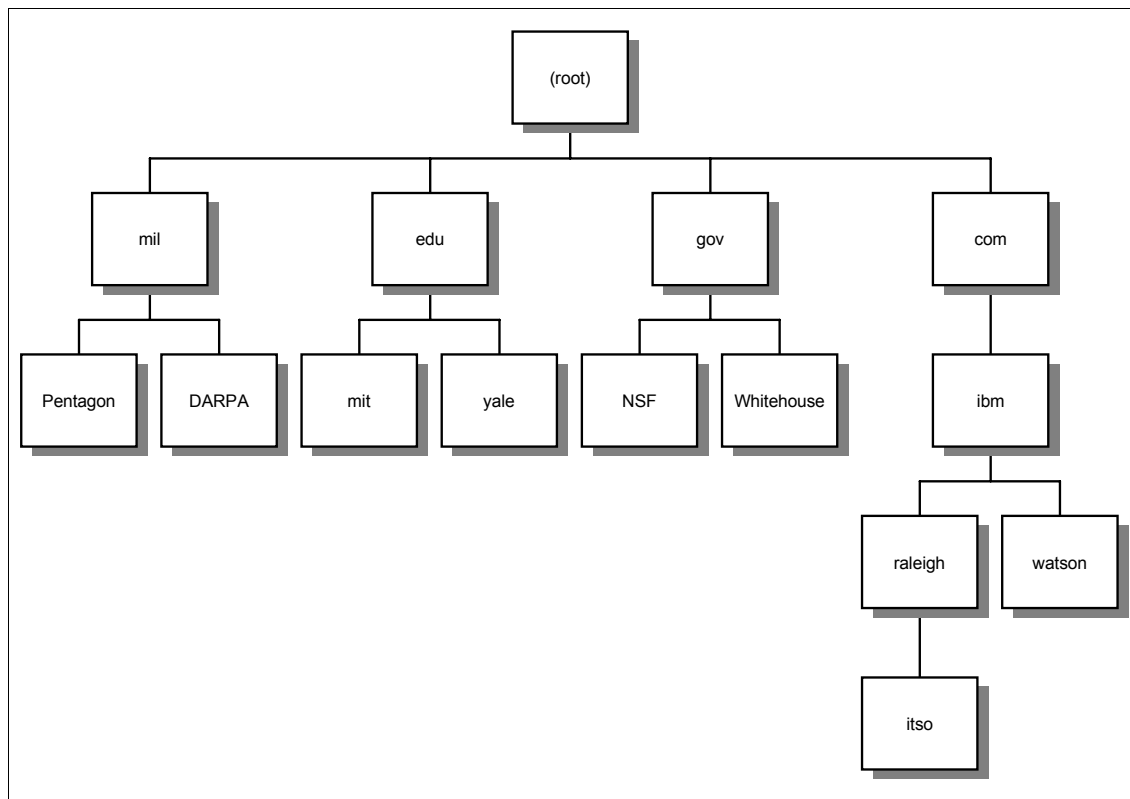 (root)
mil
edu
gov
com
Pentagon
DARPA
mit
yale
NSF
Whitehouse
ibm
raleigh
watson
itso